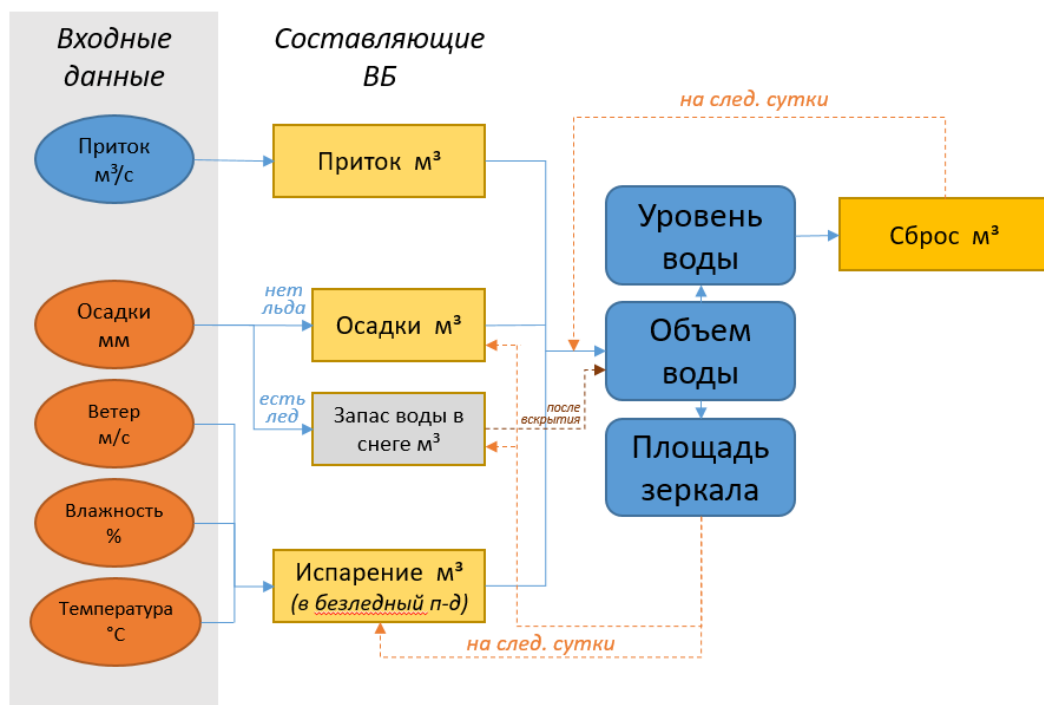 Входные
данные
Составляющие
ВБ
на след. сутки
Приток
м³/с
Приток м³
Уровень
воды
Сброс м³
нет
льда
Осадки
мм
Осадки м³
Объем
воды
есть
лед
Ветер
м/с
Запас воды в
снеге м³
после
вскрытия
Площадь
зеркала
Влажность
%
Испарение м³
(в безледный п-д)
Температура
°C
на след. сутки